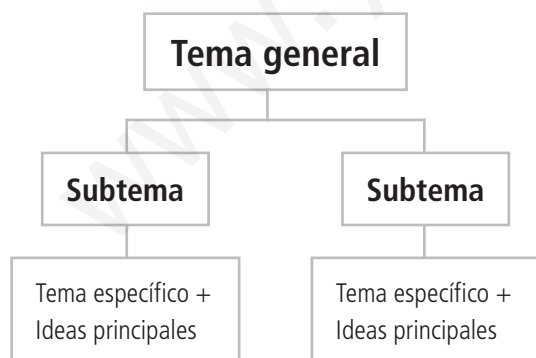 Tema general
Subtema
Subtema
Tema específico +
Ideas principales
Tema específico +
Ideas principales